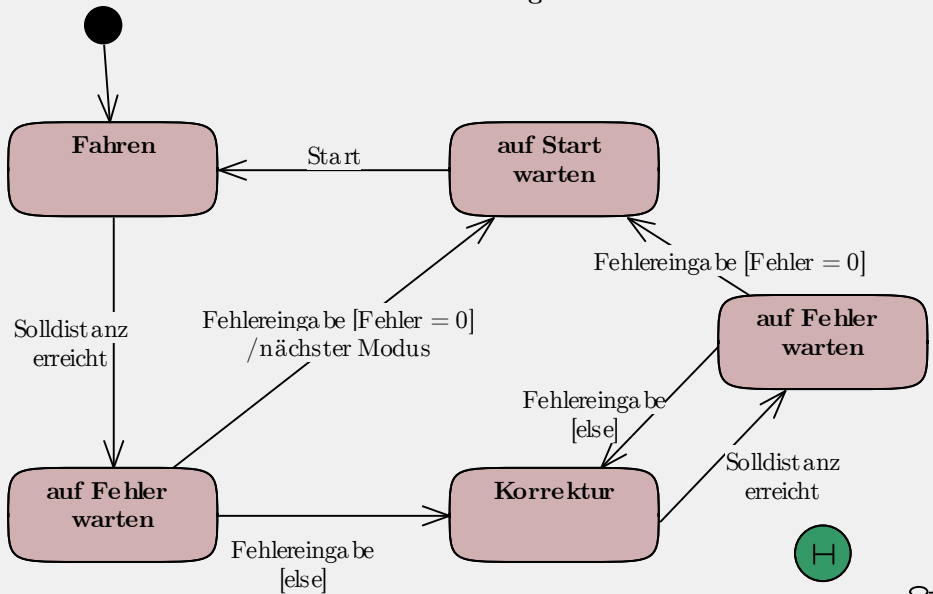 Fahren
auf Start
warten
Start
Fehlereingabe [Fehler = 0]
auf Fehler
warten
Solldistanz
erreicht
Fehlereingabe [Fehler = 0]
/nächster Modus
Fehlereingabe
[else]
Solldistanz
erreicht
auf Fehler
warten
Korrektur
Fehlereingabe
[else]
H